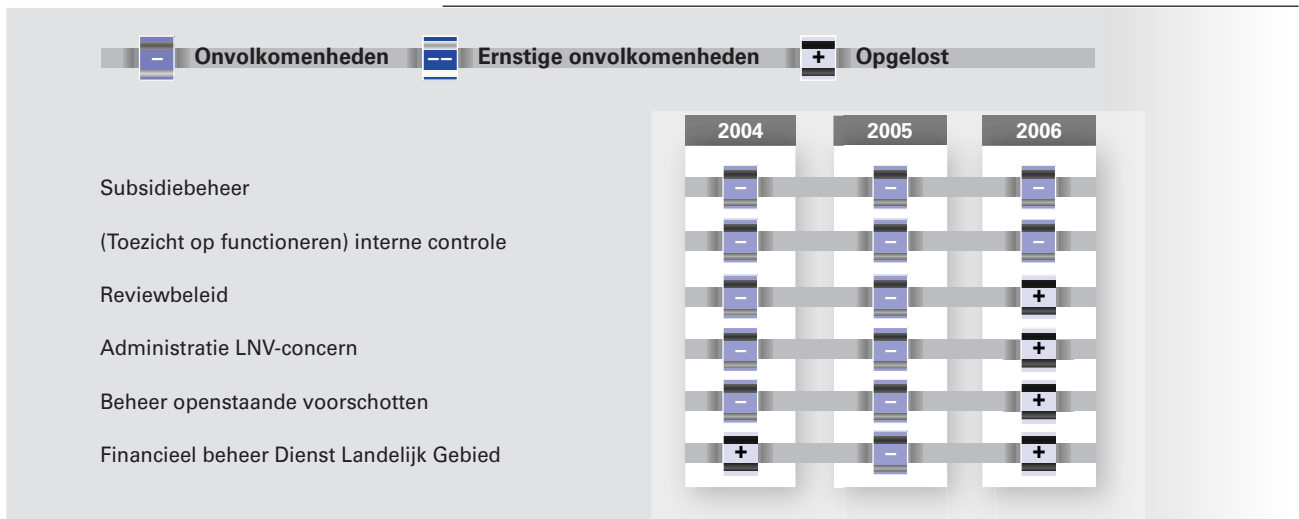 – Onvolkomenheden –– Ernstige onvolkomenheden + Opgelost
2004 2005 2006
Subsidiebeheer – – –
(Toezicht op functioneren) interne controle – – –
Reviewbeleid – – +
Administratie LNV-concern – – +
Beheer openstaande voorschotten – – +
Financieel beheer Dienst Landelijk Gebied + – +